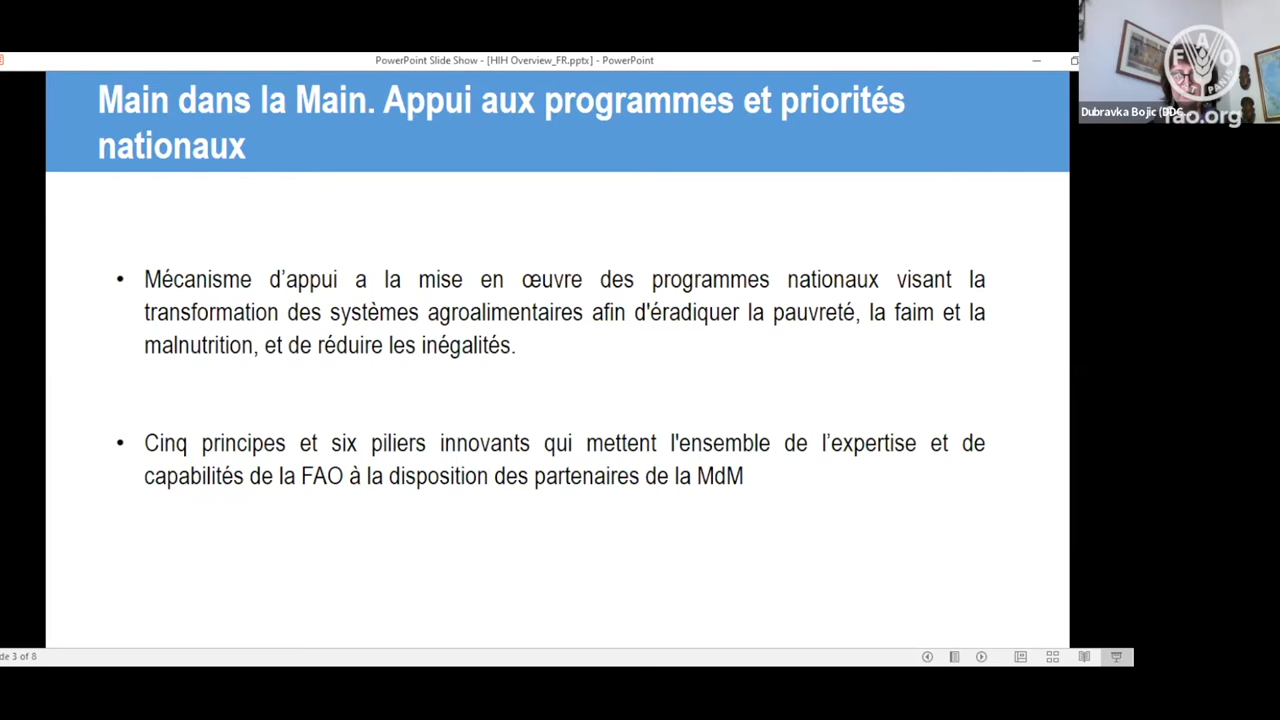 PowerPoint Slide Show - [HIH Overview_FR.pptx] - PowerPoint
Main dans la Main. Appui aux programmes et priorités
nationaux
• Mécanisme d’appui a la mise en œuvre des programmes nationaux visant la
transformation des systèmes agroalimentaires afin d'éradiquer la pauvreté, la faim et la
malnutrition, et de réduire les inégalités.
• Cinq principes et six piliers innovants qui mettent l'ensemble de l’expertise et de
capabilités de la FAO à la disposition des partenaires de la MdM
de 3 of 8
FAO
FIAT PANIS
Dubravka Bojic (DDC
fao.org